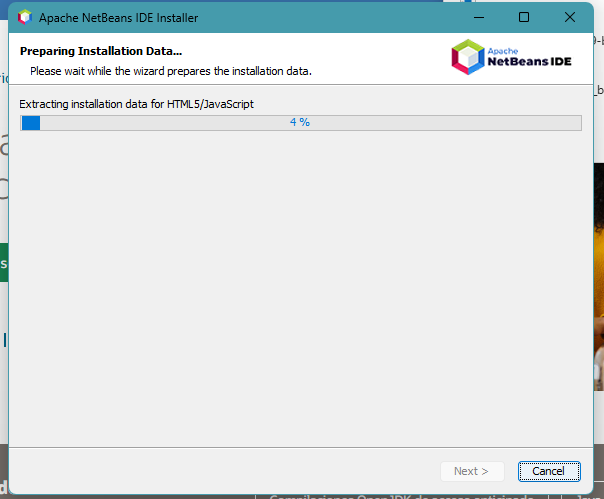 Apache NetBeans IDE Installer
Preparing Installation Data...
Please wait while the wizard prepares the installation data.
Apache
NetBeans IDE
Extracting installation data for HTML5/JavaScript
4 %
Next >
Cancel